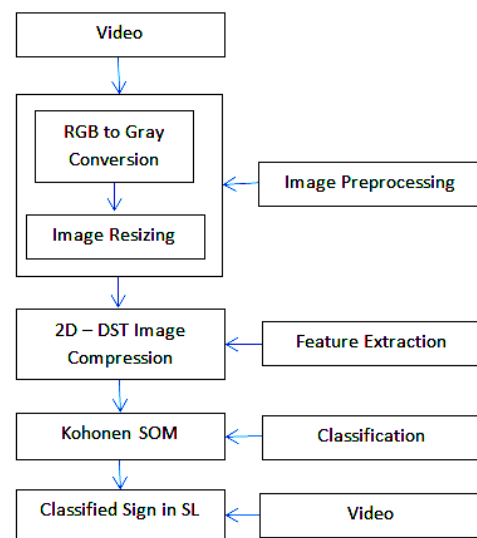 Video
RGB to Gray
Conversion
Image Preprocessing
Image Resizing
2D – DST Image
Compression
Feature Extraction
Kohonen SOM
Classification
Classified Sign in SL
Video